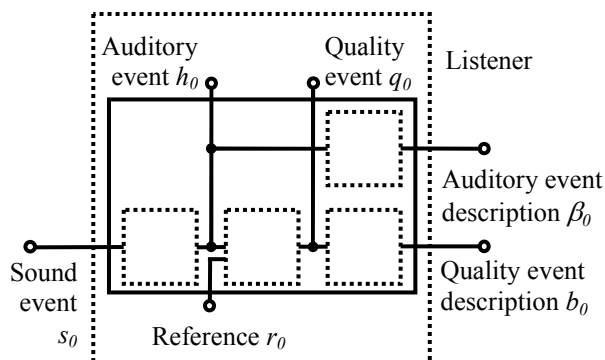 Auditory
event h₀
Quality
event q₀
Listener
Auditory event
description β₀
Sound
event
s₀
Quality event
description b₀
Reference r₀